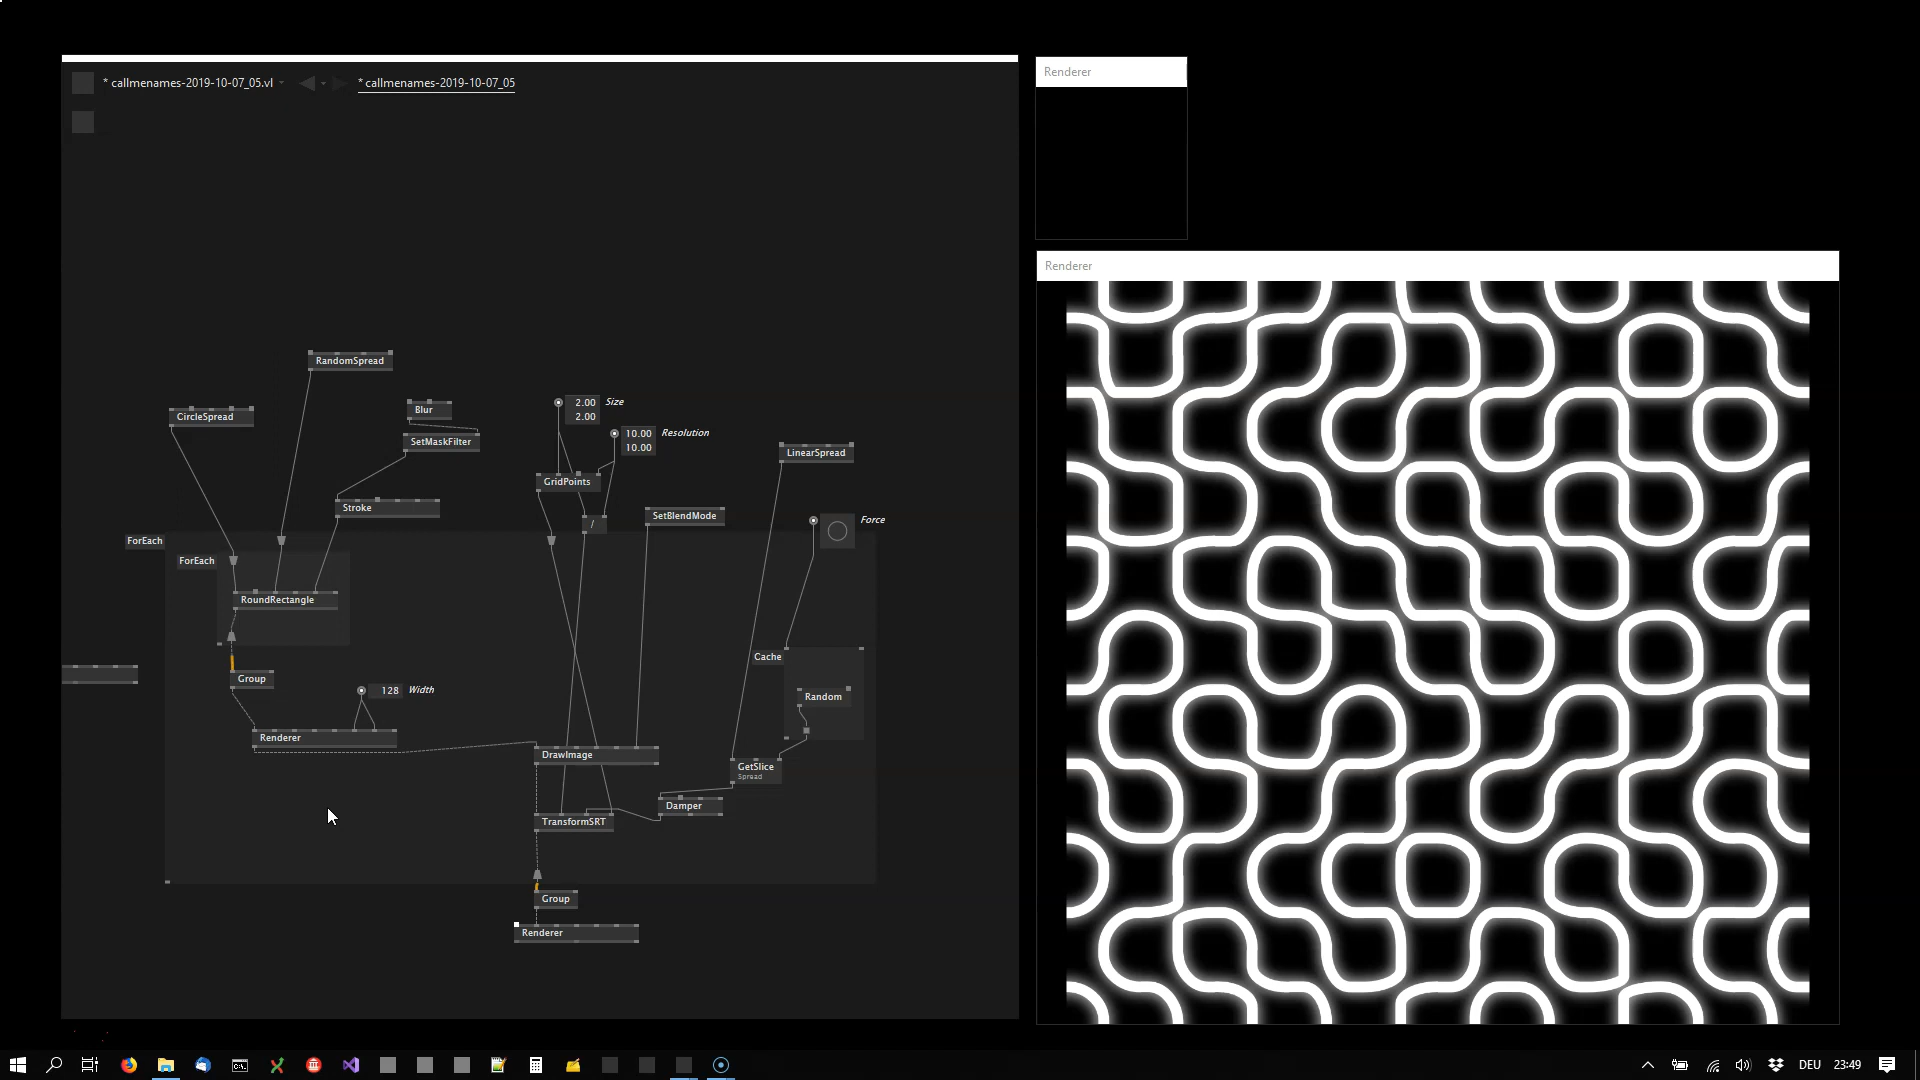 * callmenames-2019-10-07_05.vl
* callmenames-2019-10-07_05
Renderer
Renderer
RandomSpread
CircleSpread
Blur
SetMaskFilter
Stroke
2.00
Size
2.00
10.00
Resolution
10.00
GridPoints
/
SetBlendMode
LinearSpread
Force
ForEach
ForEach
RoundRectangle
Group
128
Width
Renderer
Cache
Random
DrawImage
GetSlice
Spread
Damper
TransformSRT
Group
Renderer
DEU
23:49